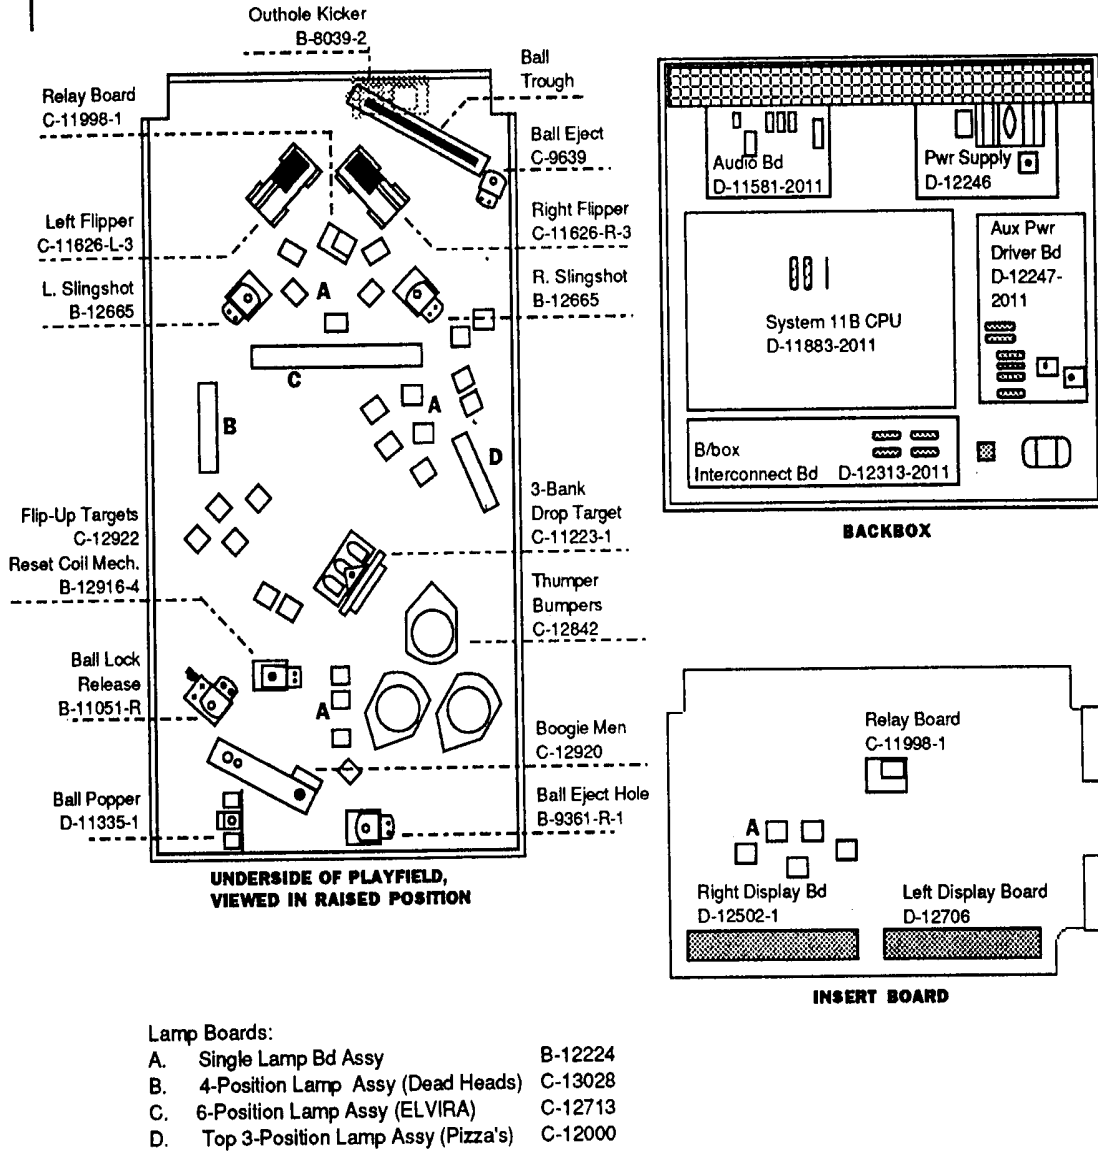 Outhole Kicker
B-8039-2
Ball
Trough
Relay Board
C-11998-1
Ball Eject
C-9639
Left Flipper
C-11626-L-3
Right Flipper
C-11626-R-3
L. Slingshot
B-12665
R. Slingshot
B-12665
A
C
A
B
D
3-Bank
Drop Target
C-11223-1
Flip-Up Targets
C-12922
Reset Coil Mech.
B-12916-4
Thumper
Bumpers
C-12842
Ball Lock
Release
B-11051-R
A
Boogie Men
C-12920
Ball Popper
D-11335-1
Ball Eject Hole
B-9361-R-1
UNDERSIDE OF PLAYFIELD,
VIEWED IN RAISED POSITION
Audio Bd
D-11581-2011
Pwr Supply
D-12246
Aux Pwr
Driver Bd
D-12247-
2011
System 11B CPU
D-11883-2011
B/box
Interconnect Bd D-12313-2011
BACKBOX
Relay Board
C-11998-1
A
Right Display Bd
D-12502-1
Left Display Board
D-12706
INSERT BOARD
Lamp Boards:
A. Single Lamp Bd Assy B-12224
B. 4-Position Lamp Assy (Dead Heads) C-13028
C. 6-Position Lamp Assy (ELVIRA) C-12713
D. Top 3-Position Lamp Assy (Pizza's) C-12000